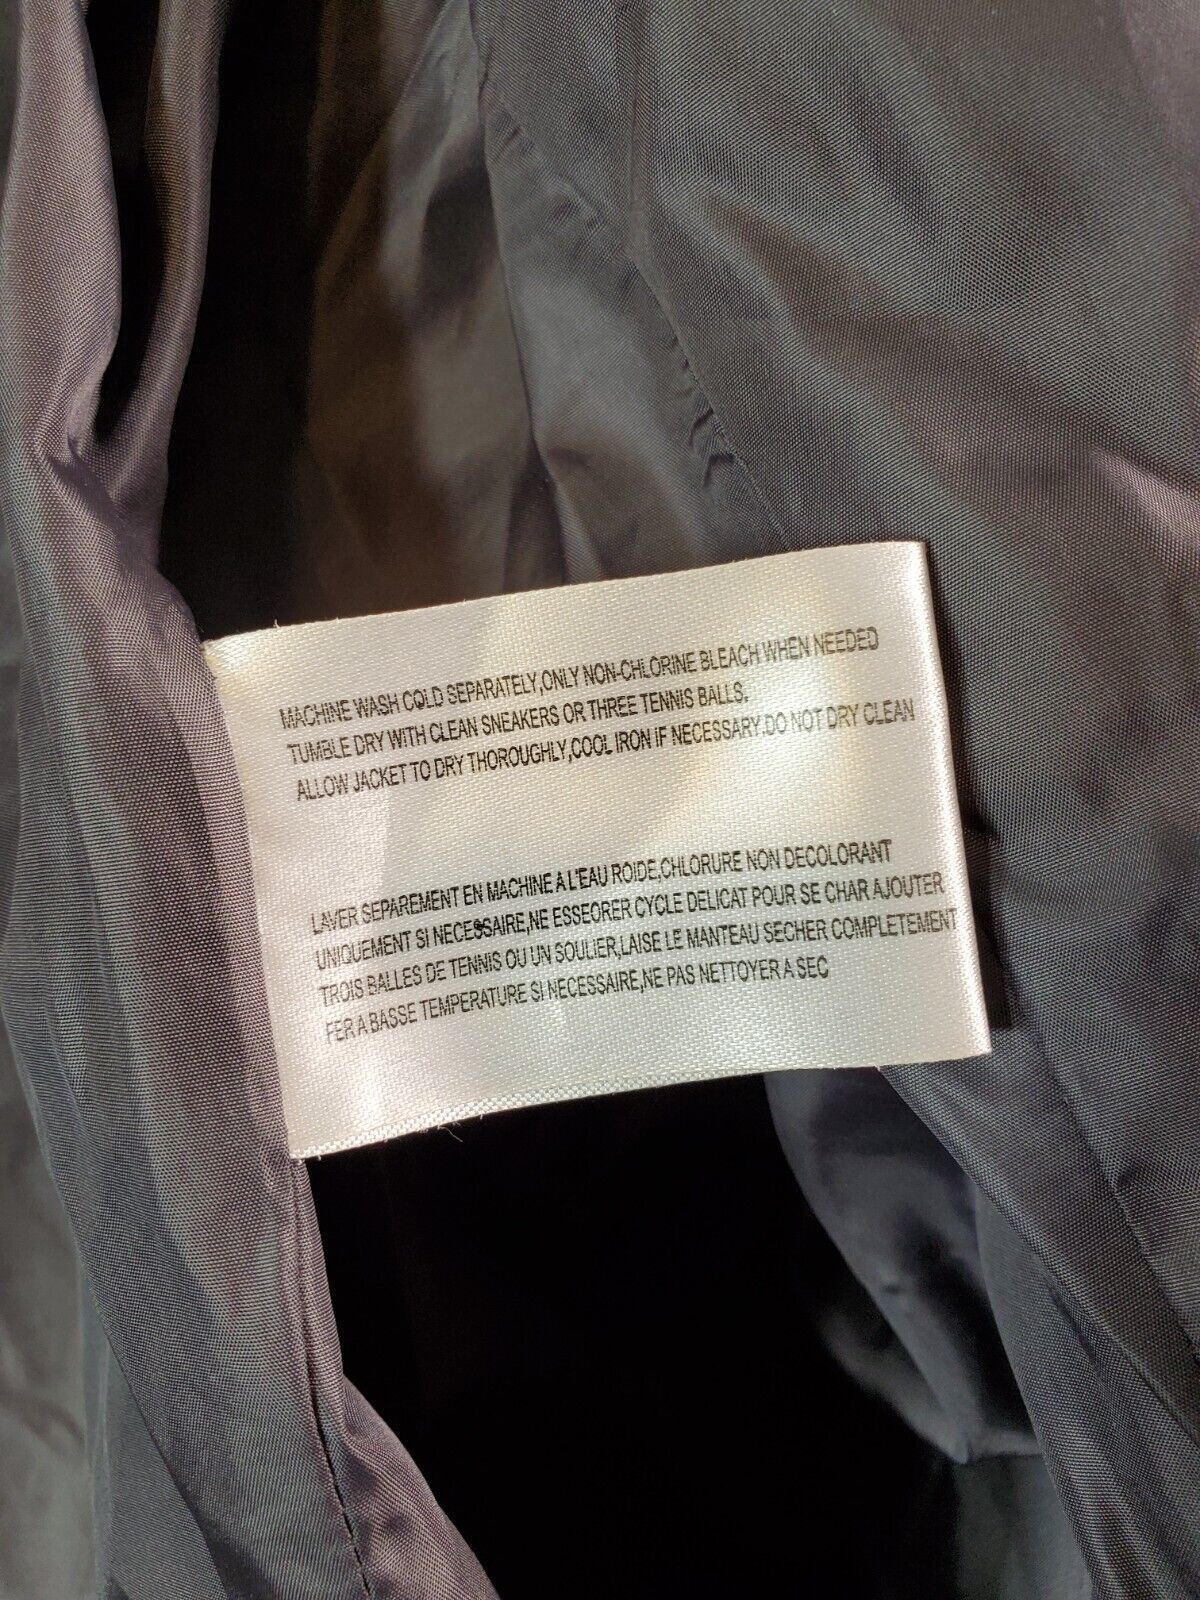 MACHINE WASH COLD SEPARATELY,ONLY NON-CHLORINE BLEACH WHEN NEEDED
TUMBLE DRY WITH CLEAN SNEAKERS OR THREE TENNIS BALLS.
ALLOW JACKET TO DRY THOROUGHLY,COOL IRON IF NECESSARY.DO NOT DRY CLEAN
LAVER SEPAREMENT EN MACHINE A L'EAU ROIDE,CHLORURE NON DECOLORANT
UNIQUEMENT SI NECESSAIRE,NE ESSEORER CYCLE DELICAT POUR SE CHAR AJOUTER
TROIS BALLES DE TENNIS OU UN SOULIER,LAISE LE MANTEAU SECHER COMPLETEMENT
FER A BASSE TEMPERATURE SI NECESSAIRE,NE PAS NETTOYER A SEC